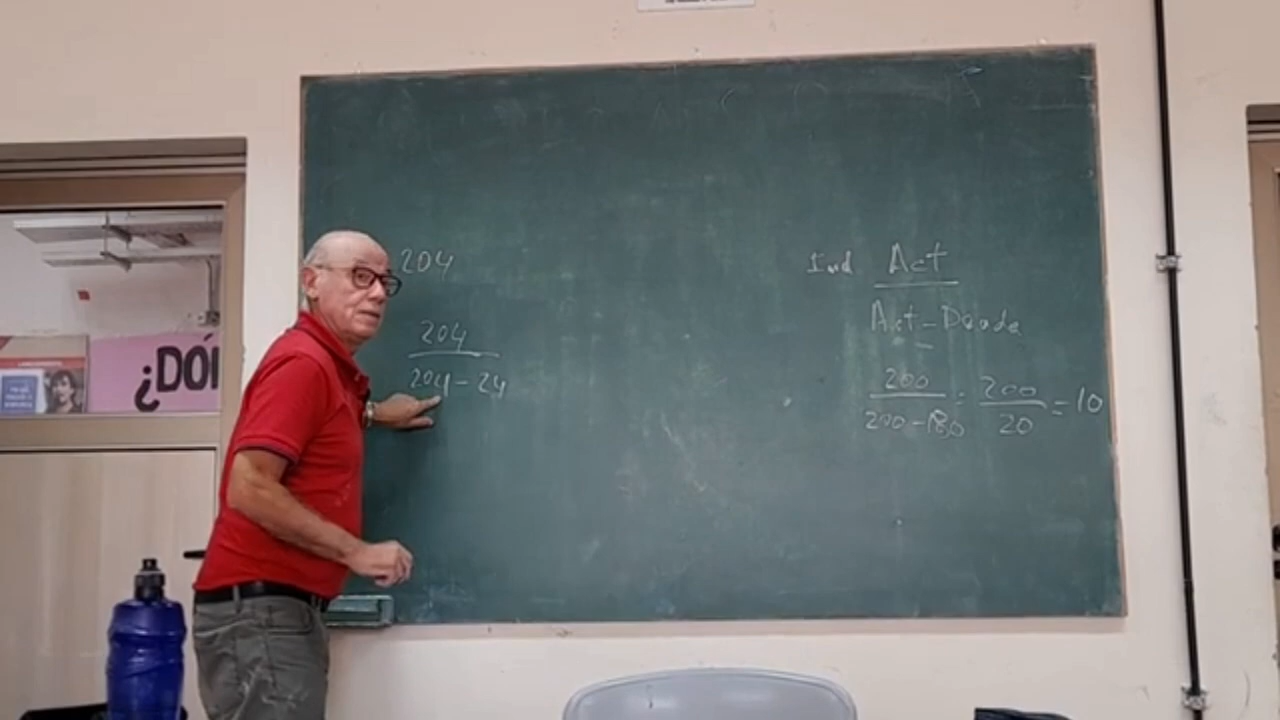 204
204
204 - 24
Ind Act
Act - Deuda
200
200 - 180
= 200
20
= 10
¿DÓ